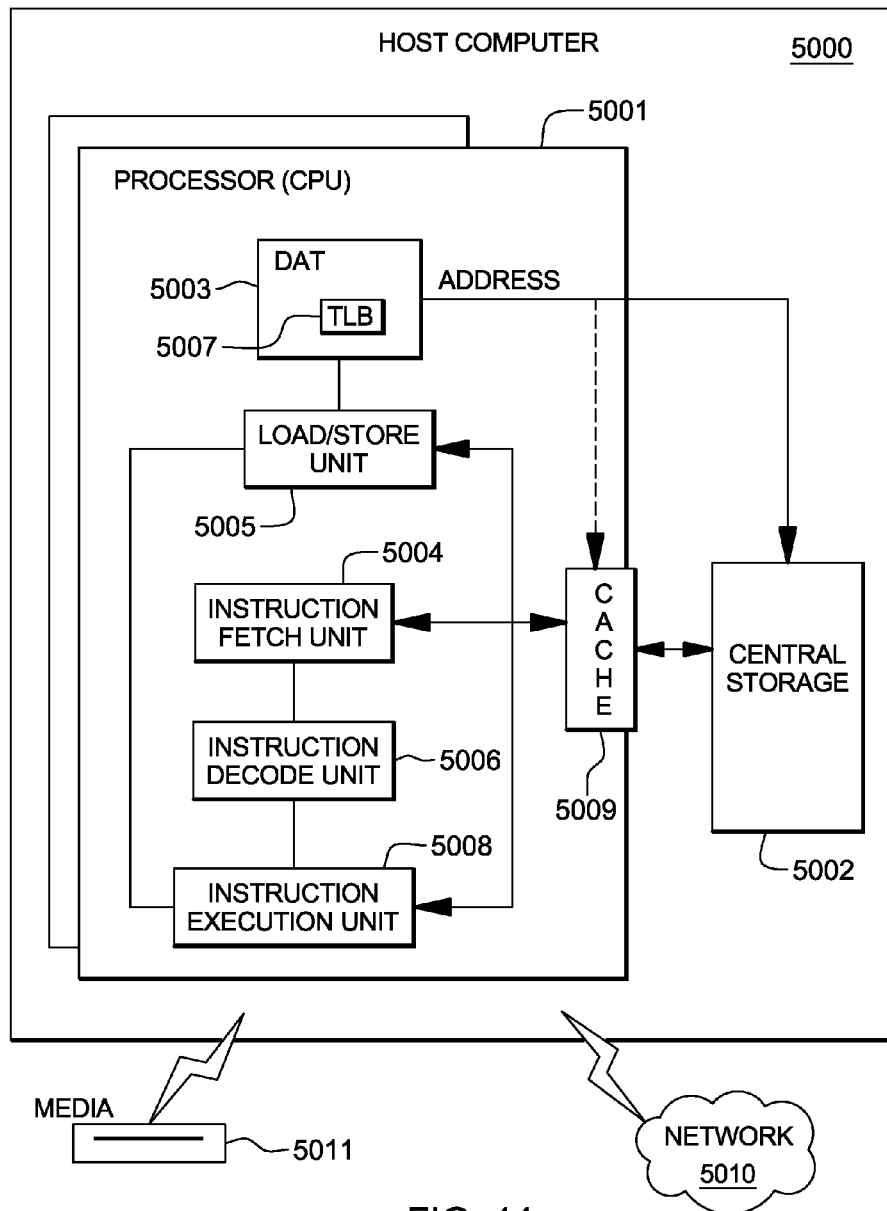 HOST COMPUTER
5000
5001
PROCESSOR (CPU)
DAT
5003
TLB
5007
ADDRESS
LOAD/STORE
UNIT
5005
5004
INSTRUCTION
FETCH UNIT
CACHE
CENTRAL
STORAGE
INSTRUCTION
DECODE UNIT
5006
5009
5008
5002
INSTRUCTION
EXECUTION UNIT
MEDIA
5011
NETWORK
5010